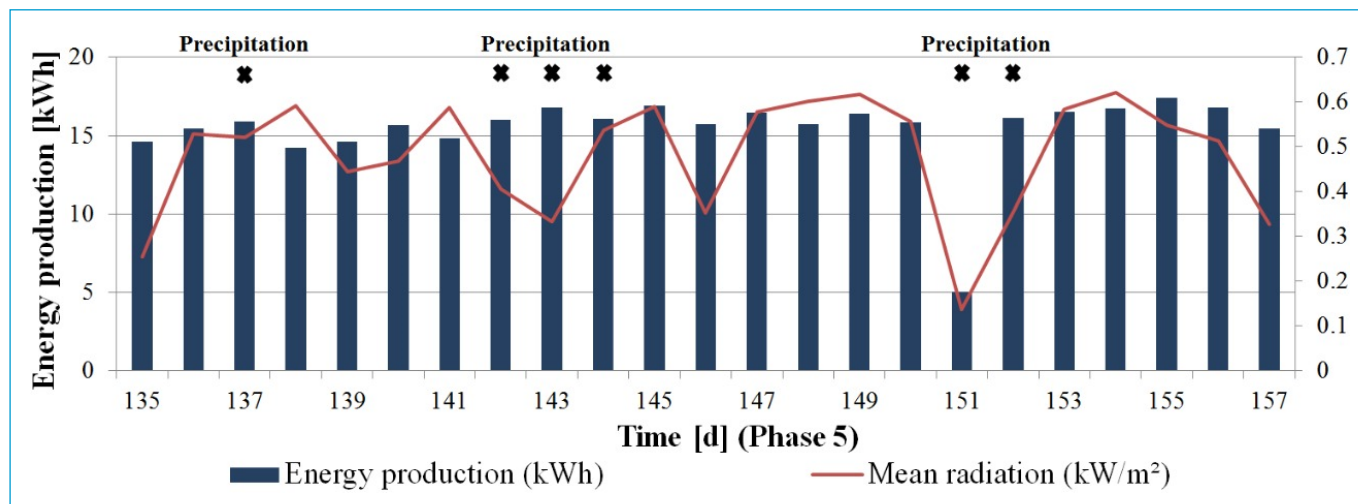 Precipitation Precipitation Precipitation
Energy production [kWh]
20
15
10
5
0
0.7
0.6
0.5
0.4
0.3
0.2
0.1
0
135 137 139 141 143 145 147 149 151 153 155 157
Time [d] (Phase 5)
Energy production (kWh) Mean radiation (kW/m²)